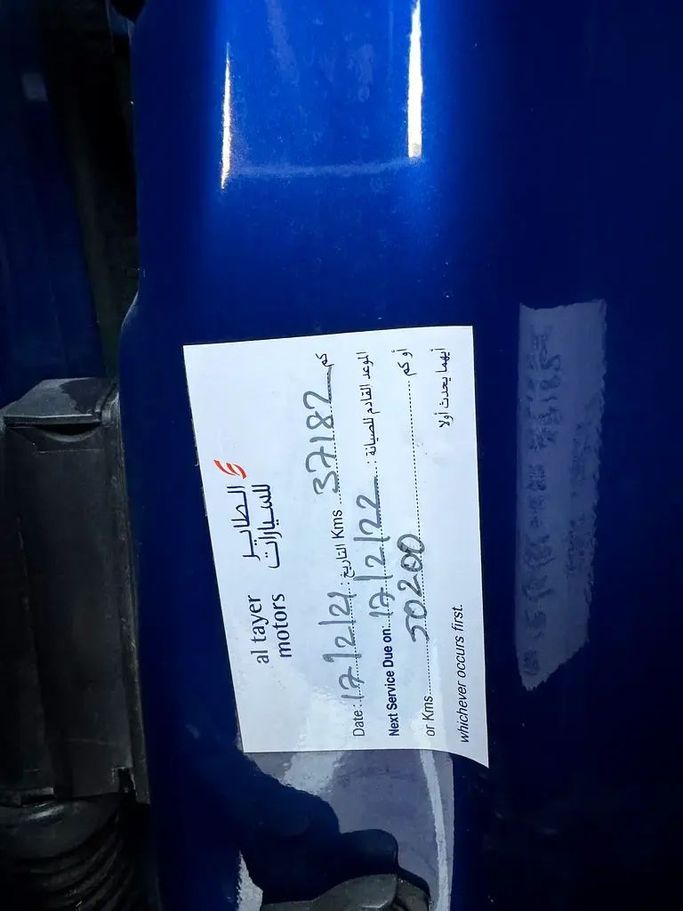 al tayer الطاير
motors للسيارات
Date: 17/2/21 التاريخ: Kms 37182 كم
Next Service Due on: 17/2/22 الموعد القادم للصيانة:
or Kms 50200 أو كم
whichever occurs first. أيهما يحدث أولا